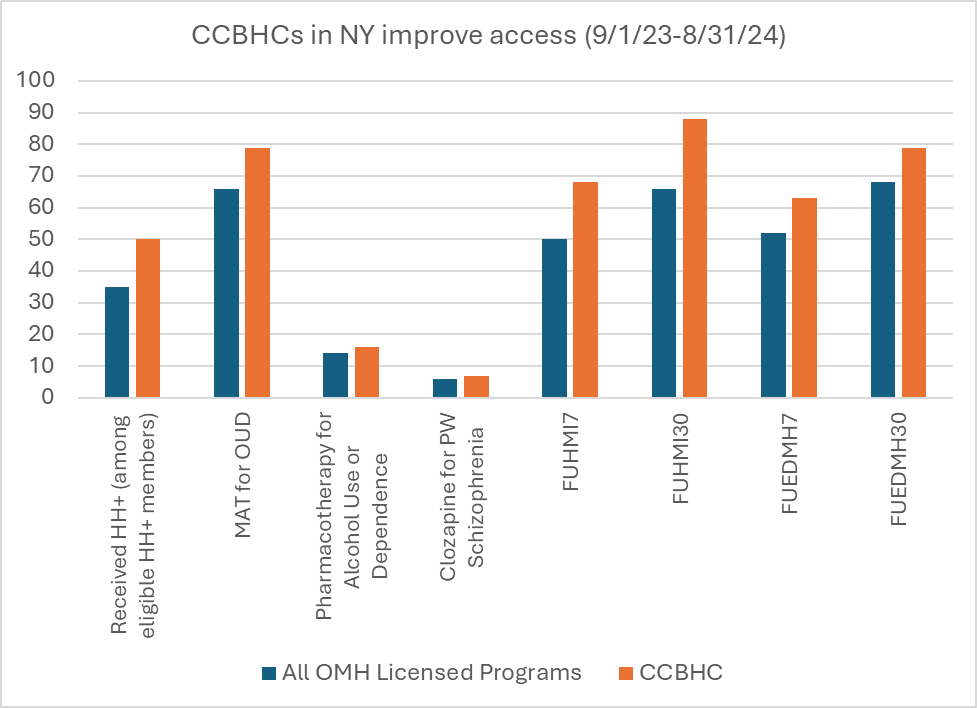 CCBHCs in NY improve access (9/1/23-8/31/24)
100
90
80
70
60
50
40
30
20
10
0
Received HH+ (among
eligible HH+ members)
MAT for OUD
Pharmacotherapy for
Alcohol Use or
Dependence
Clozapine for PW
Schizophrenia
FUHMI7
FUHMI30
FUEDMH7
FUEDMH30
All OMH Licensed Programs
CCBHC